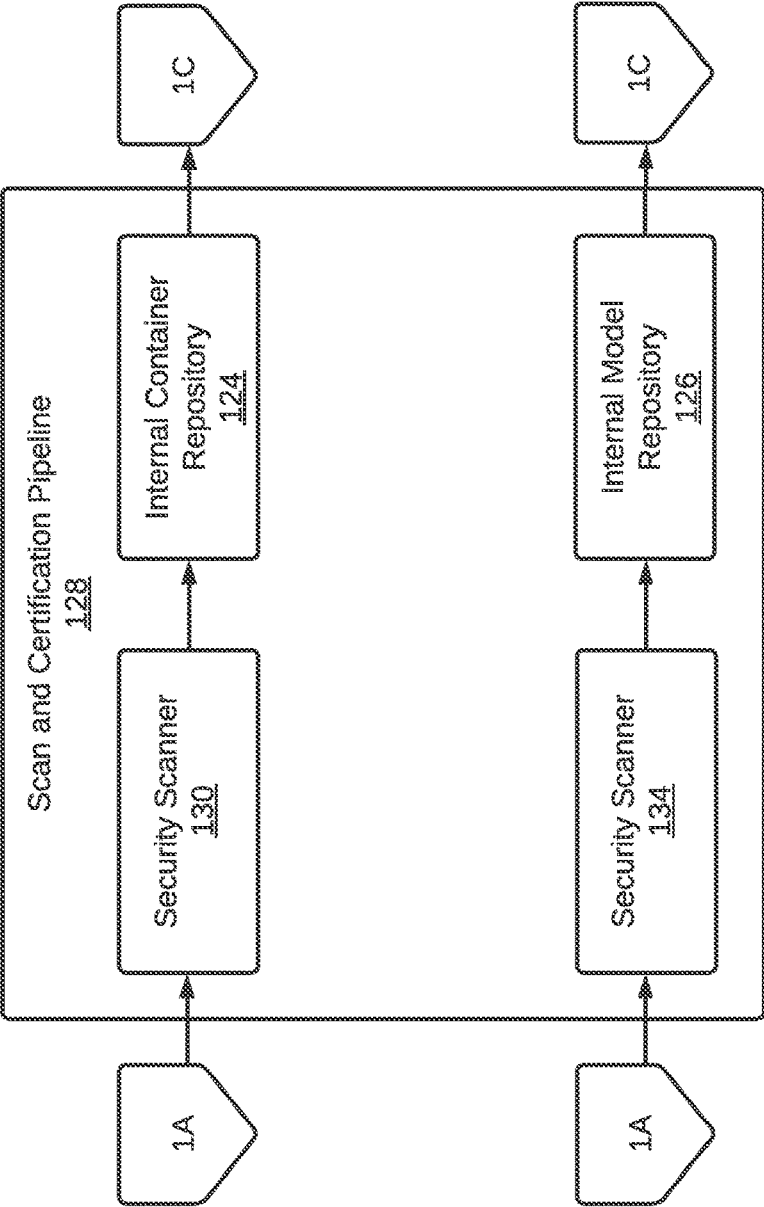 Scan and Certification Pipeline
128
1A
Security Scanner
130
Internal Container
Repository
124
1C
1A
Security Scanner
134
Internal Model
Repository
126
1C